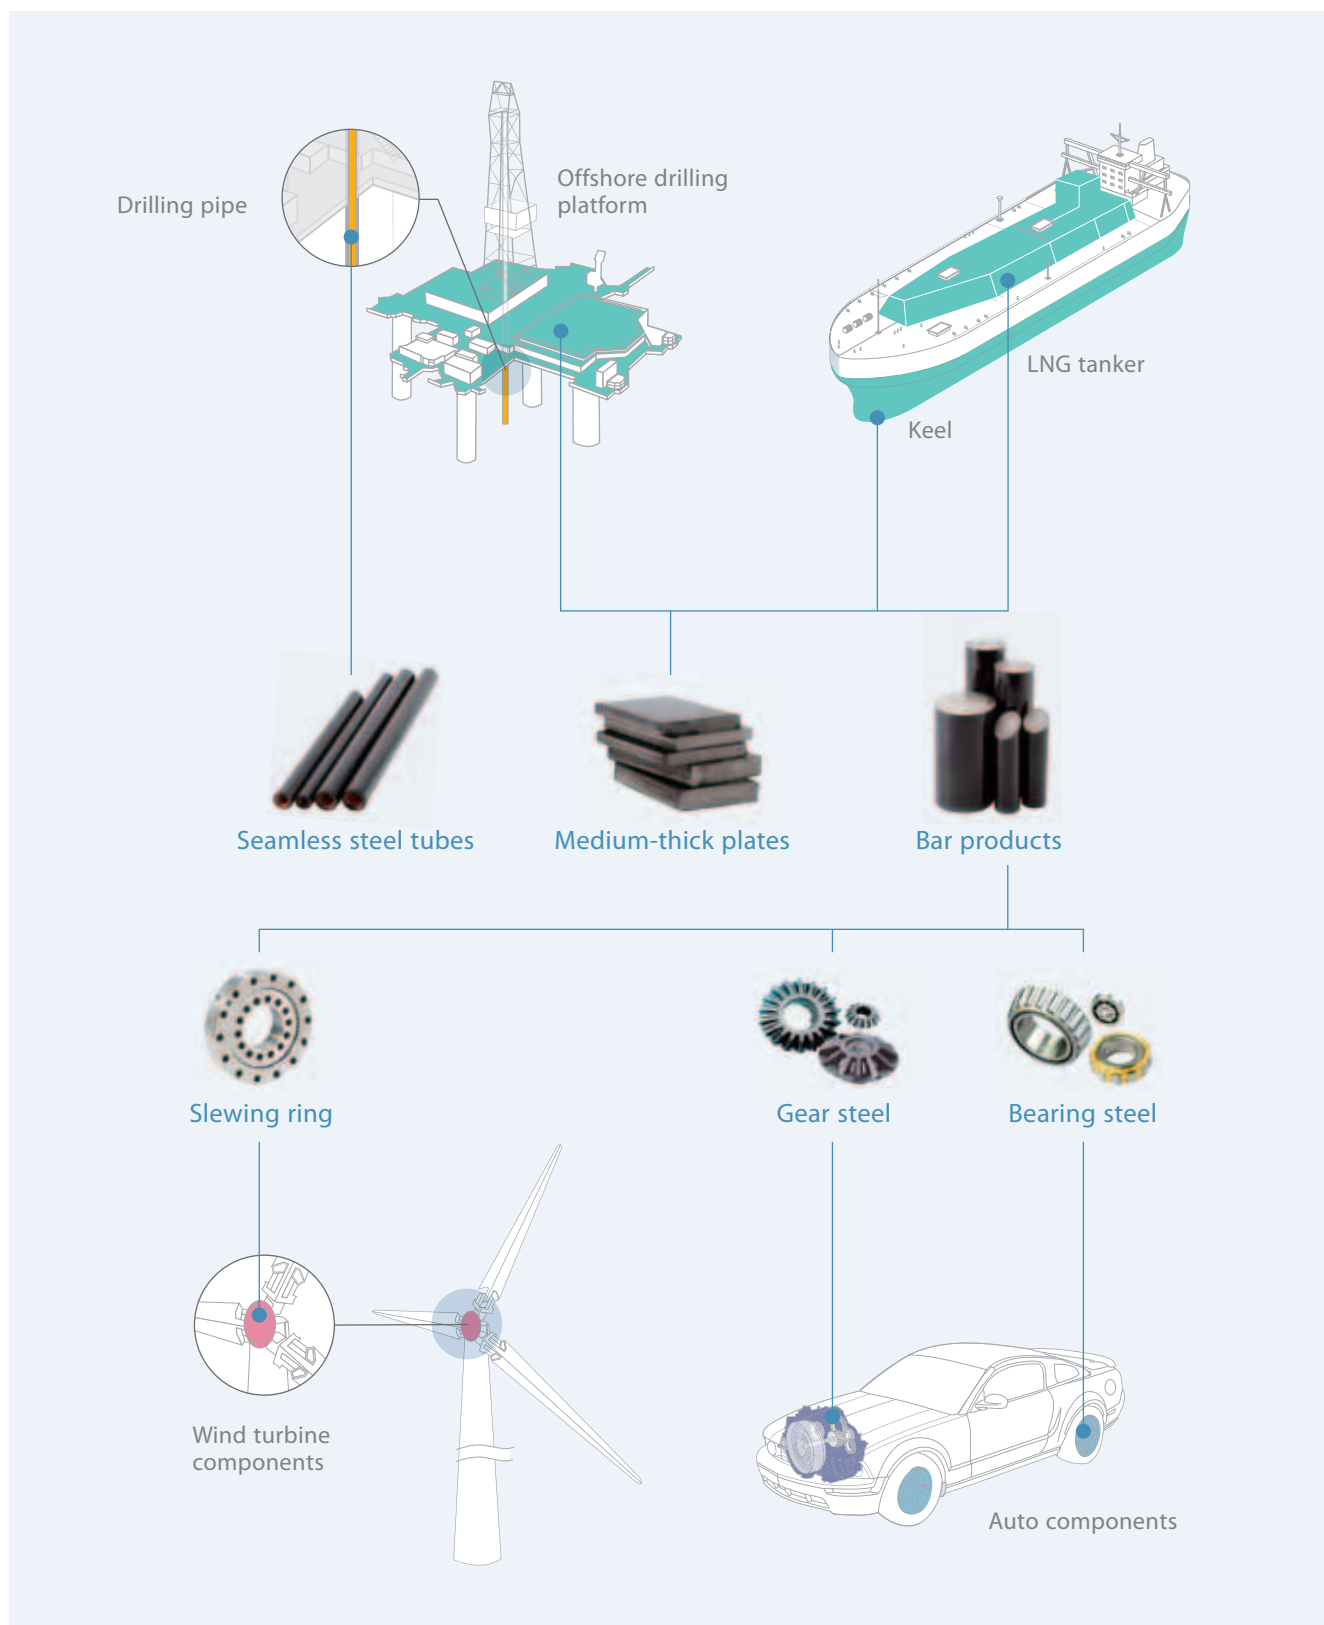 Offshore drilling
platform
Drilling pipe
LNG tanker
Keel
Seamless steel tubes
Medium-thick plates
Bar products
Slewing ring
Gear steel
Bearing steel
Wind turbine
components
Auto components